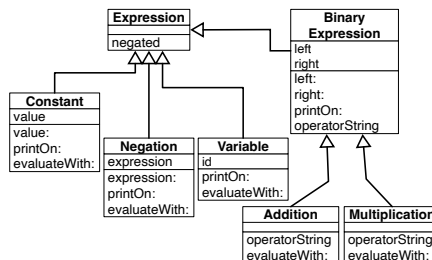 Expression
negated
Binary
Expression
left
right
left:
right:
printOn:
operatorString
Constant
value
value:
printOn:
evaluateWith:
Negation
expression
expression:
printOn:
evaluateWith:
Variable
id
printOn:
evaluateWith:
Addition
operatorString
evaluateWith:
Multiplication
operatorString
evaluateWith: